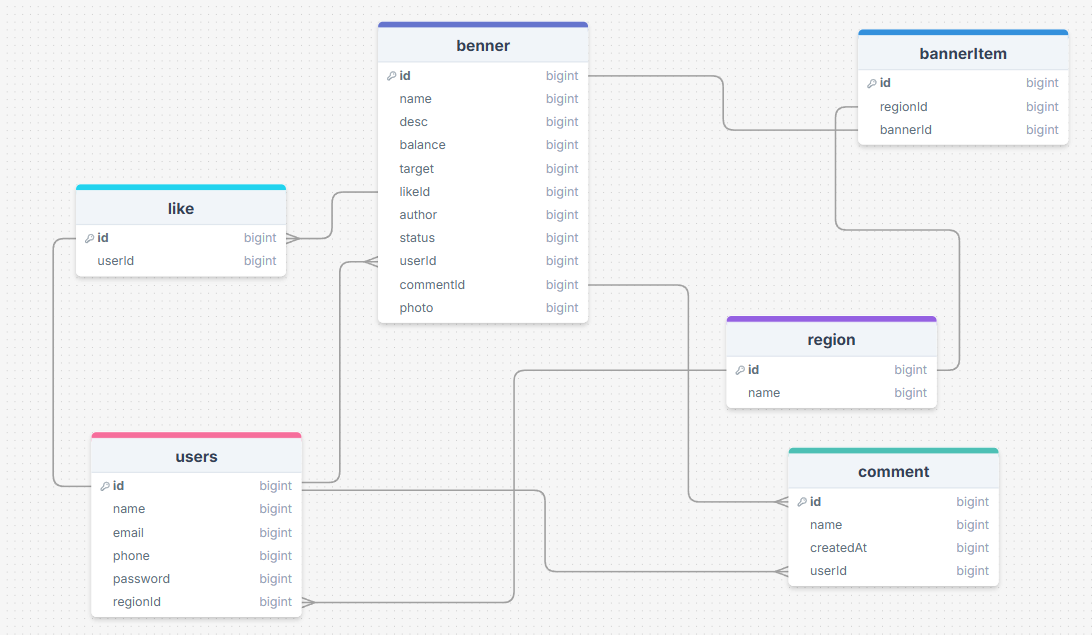 benner
id bigint
name bigint
desc bigint
balance bigint
target bigint
likeId bigint
author bigint
status bigint
userId bigint
commentId bigint
photo bigint
bannerItem
id bigint
regionId bigint
bannerId bigint
like
id bigint
userId bigint
region
id bigint
name bigint
users
id bigint
name bigint
email bigint
phone bigint
password bigint
regionId bigint
comment
id bigint
name bigint
createdAt bigint
userId bigint